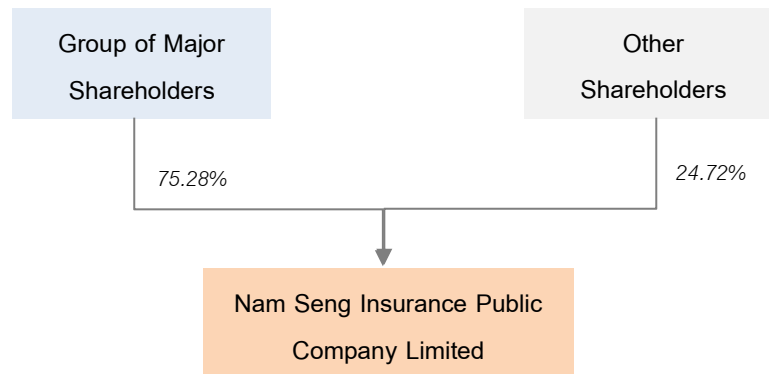 Group of Major
Shareholders
Other
Shareholders
75.28%
24.72%
Nam Seng Insurance Public
Company Limited